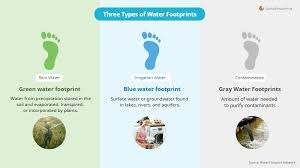 Three Types of Water Footprints
Rain Water
Green water footprint
Water from precipitation stored in the
soil and evaporated, transpired,
or incorporated by plants.
Irrigation Water
Blue water footprint
Surface water or groundwater found
in lakes, rivers, and aquifers.
Contamination
Gray Water Footprints
Amount of water needed
to purify contaminants
Source: Water Footprint Network